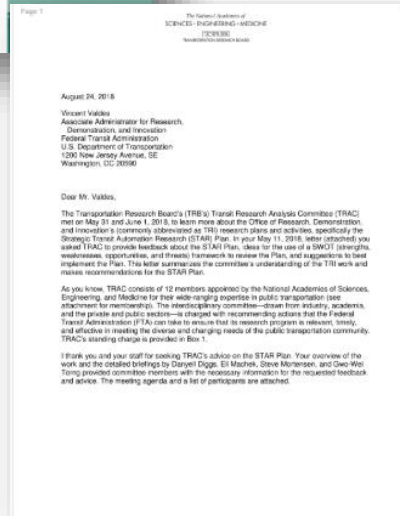 Page 1
The National Academies of
SCIENCES • ENGINEERING • MEDICINE
TRANSPORTATION RESEARCH BOARD
August 24, 2018
Vincent Valdes
Associate Administrator for Research,
Demonstration, and Innovation
Federal Transit Administration
U.S. Department of Transportation
1200 New Jersey Avenue, SE
Washington, DC 20590
Dear Mr. Valdes,
The Transportation Research Board's (TRB's) Transit Research Analysis Committee (TRAC)
met on May 31 and June 1, 2018, to learn more about the Office of Research, Demonstration,
and Innovation's (commonly abbreviated as TRI) research plans and activities, specifically the
Strategic Transit Automation Research (STAR) Plan. In your May 11, 2018, letter (attached) you
asked TRAC to provide feedback about the STAR Plan, ideas for the use of a SWOT (strengths,
weaknesses, opportunities, and threats) framework to review the Plan, and suggestions to best
implement the Plan. This letter summarizes the committee's understanding of the TRI work and
makes recommendations for the STAR Plan.
As you know, TRAC consists of 12 members appointed by the National Academies of Sciences,
Engineering, and Medicine for their wide-ranging expertise in public transportation (see
attachment for membership). The interdisciplinary committee—drawn from industry, academia,
and the private and public sectors—is charged with recommending actions that the Federal
Transit Administration (FTA) can take to ensure that its research program is relevant, timely,
and effective in meeting the diverse and changing needs of the public transportation community.
TRAC's standing charge is provided in Box 1.
I thank you and your staff for seeking TRAC's advice on the STAR Plan. Your overview of the
work and the detailed briefings by Danyell Diggs, Eli Machek, Steve Mortensen, and Gwo-Wei
Torng provided committee members with the necessary information for the requested feedback
and advice. The meeting agenda and a list of participants are attached.